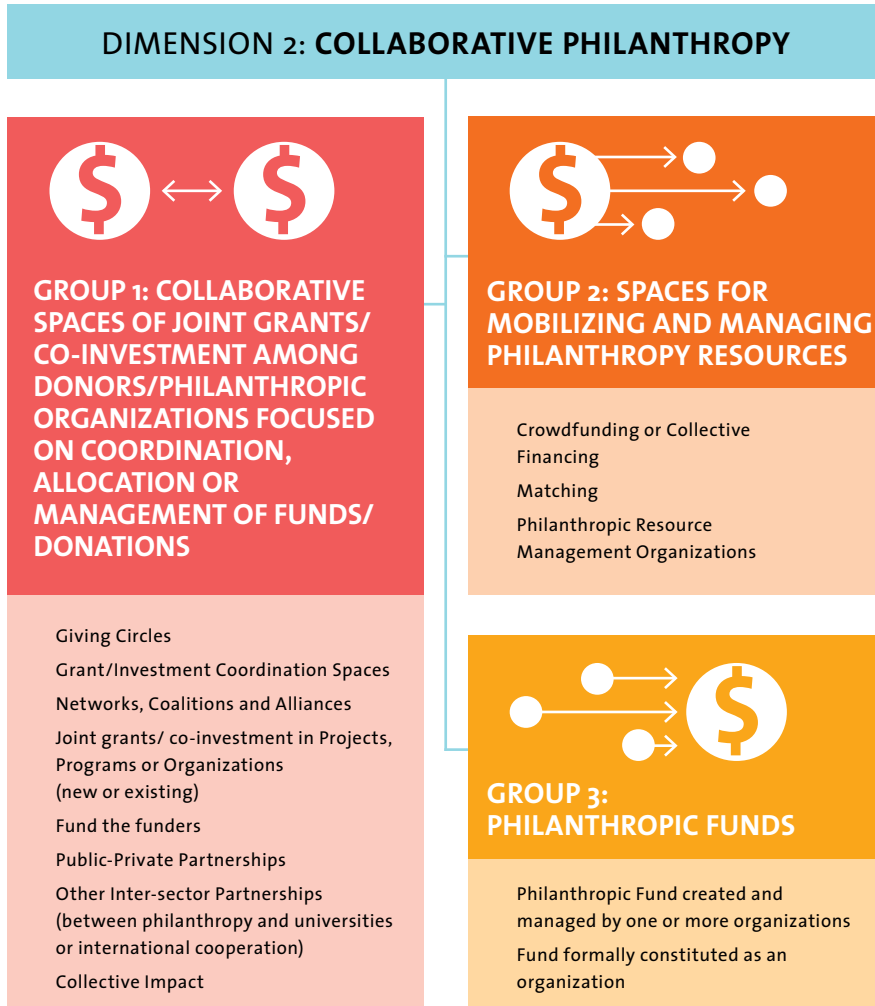 DIMENSION 2: COLLABORATIVE PHILANTHROPY
$ $
GROUP 1: COLLABORATIVE
SPACES OF JOINT GRANTS/
CO-INVESTMENT AMONG
DONORS/PHILANTHROPIC
ORGANIZATIONS FOCUSED
ON COORDINATION,
ALLOCATION OR
MANAGEMENT OF FUNDS/
DONATIONS
Giving Circles
Grant/Investment Coordination Spaces
Networks, Coalitions and Alliances
Joint grants/ co-investment in Projects,
Programs or Organizations
(new or existing)
Fund the funders
Public-Private Partnerships
Other Inter-sector Partnerships
(between philanthropy and universities
or international cooperation)
Collective Impact
$
GROUP 2: SPACES FOR
MOBILIZING AND MANAGING
PHILANTHROPY RESOURCES
Crowdfunding or Collective
Financing
Matching
Philanthropic Resource
Management Organizations
$
GROUP 3:
PHILANTHROPIC FUNDS
Philanthropic Fund created and
managed by one or more organizations
Fund formally constituted as an
organization